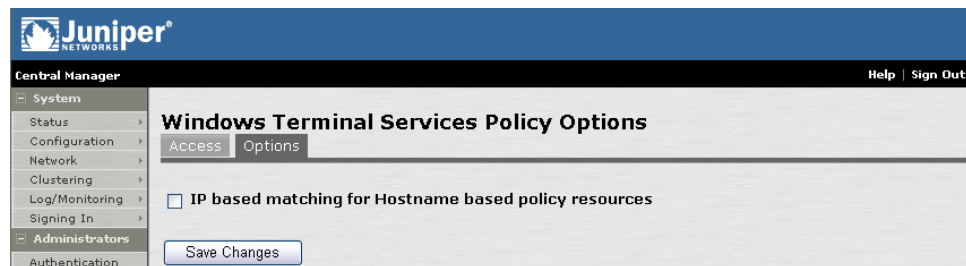 Juniper®
NETWORKS
Central Manager
Help | Sign Out
System
Status
Configuration
Network
Clustering
Log/Monitoring
Signing In
Administrators
Authentication
Windows Terminal Services Policy Options
Access Options
IP based matching for Hostname based policy resources
Save Changes